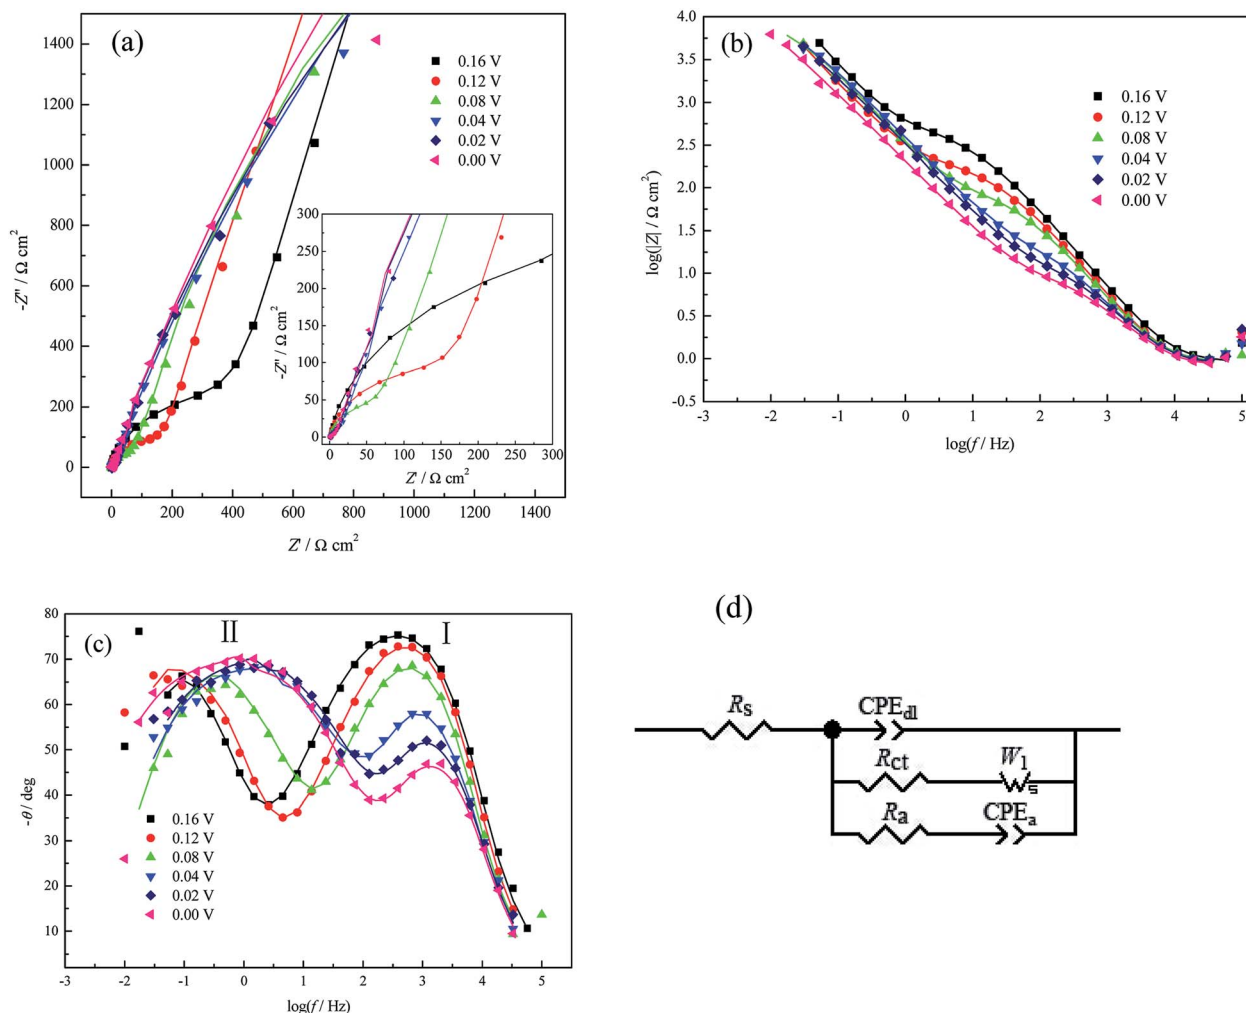 (a)
0.16 V
0.12 V
0.08 V
0.04 V
0.02 V
0.00 V
1400
1200
1000
800
600
400
200
0
-Z'' / Ω cm²
0 200 400 600 800 1000 1200 1400
Z' / Ω cm²
300
250
200
150
100
50
0
-Z'' / Ω cm²
0 50 100 150 200 250 300
Z' / Ω cm²
(b)
0.16 V
0.12 V
0.08 V
0.04 V
0.02 V
0.00 V
4.0
3.5
3.0
2.5
2.0
1.5
1.0
0.5
0.0
-0.5
log(|Z| / Ω cm²)
-3 -2 -1 0 1 2 3 4 5
log(f / Hz)
(c)
II
I
80
70
60
50
40
30
20
10
-θ / deg
0.16 V
0.12 V
0.08 V
0.04 V
0.02 V
0.00 V
-3 -2 -1 0 1 2 3 4 5
log(f / Hz)
(d)
Rs CPEdl
Rct W1
s
Ra CPEa